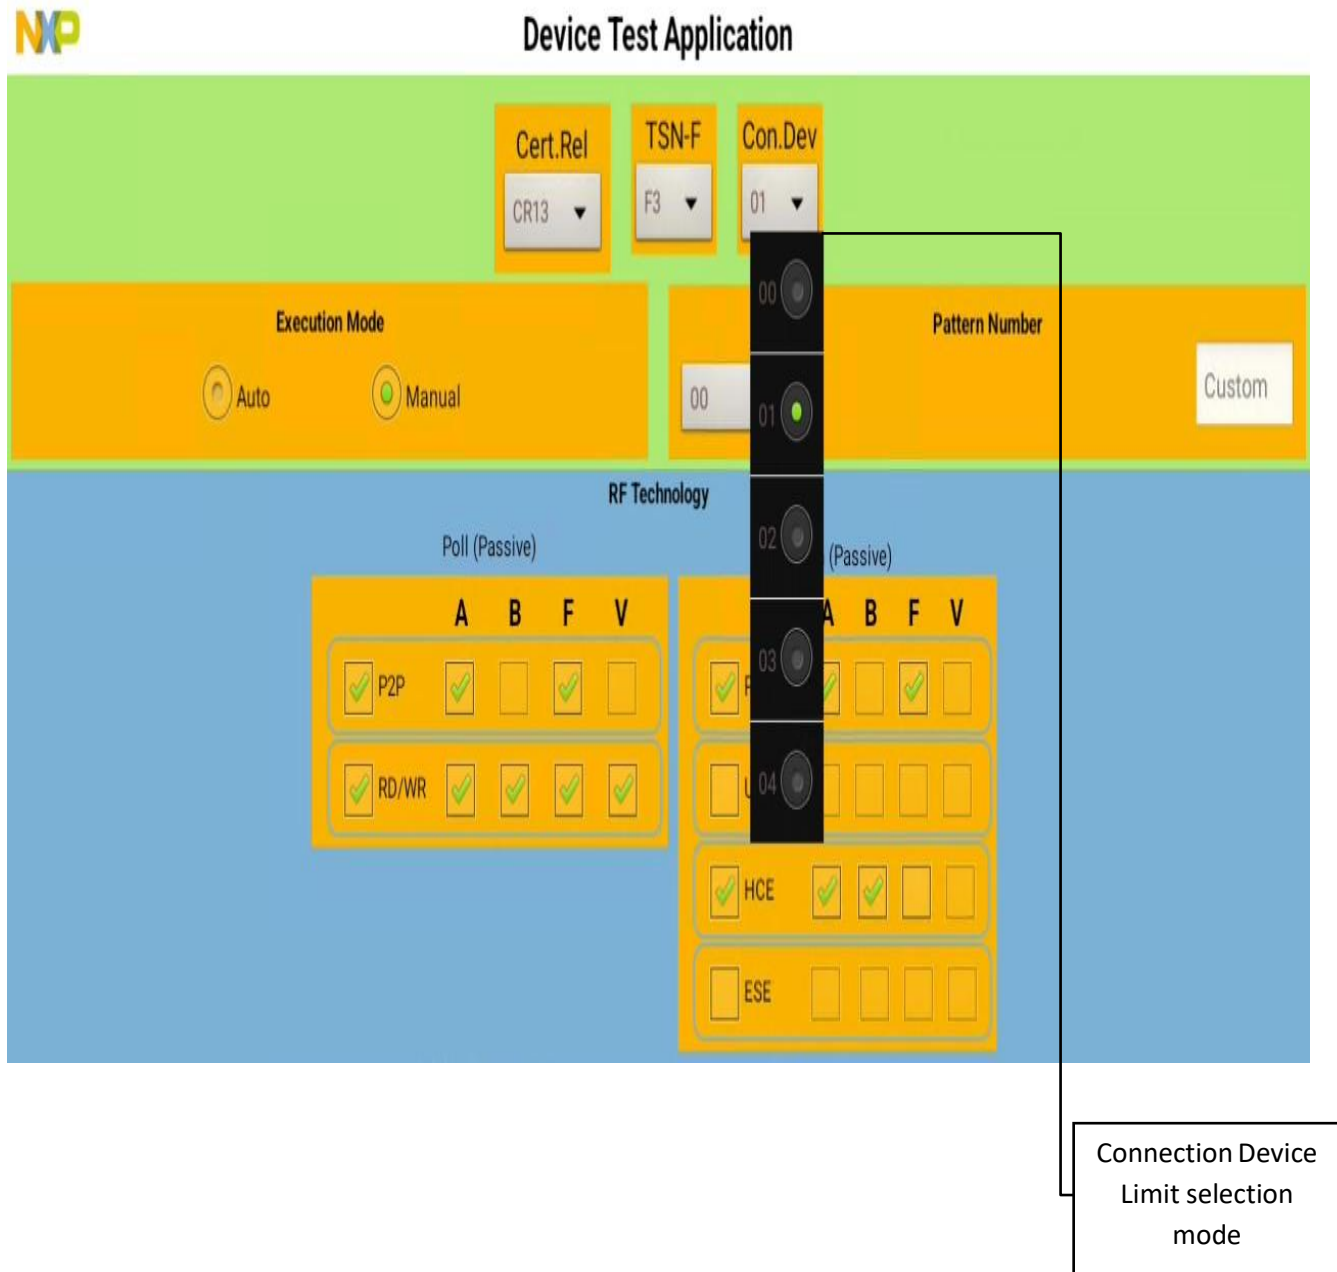 NXP
Device Test Application
Cert.Rel
TSN-F
Con.Dev
CR13
F3
01
00
01
02
03
04
Execution Mode
Auto
Manual
Pattern Number
00
Custom
RF Technology
Poll (Passive)
(Passive)
A B F V
P2P
RD/WR
A B F V
HCE
ESE
Connection Device
Limit selection
mode